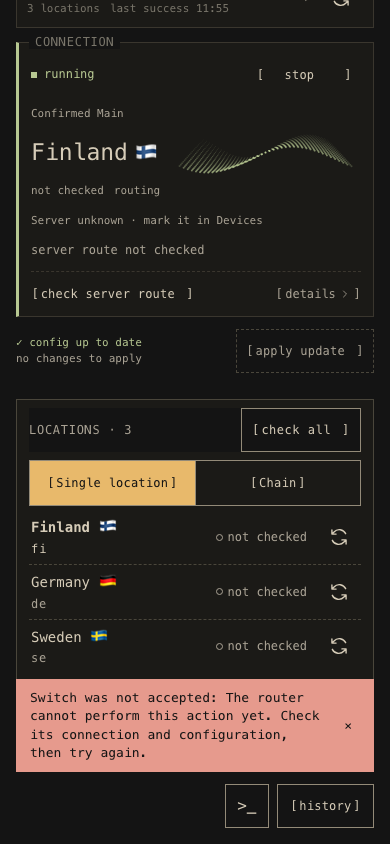 3 locations last success 11:55
CONNECTION
running [ stop ]
Confirmed Main
Finland
not checked routing
Server unknown · mark it in Devices
server route not checked
[check server route ] [details > ]
✓ config up to date
no changes to apply
[apply update ]
LOCATIONS · 3 [check all ]
[Single location] [Chain]
Finland
fi
not checked
Germany
de
not checked
Sweden
se
not checked
Switch was not accepted: The router
cannot perform this action yet. Check
its connection and configuration,
then try again.
×
>_ [history]